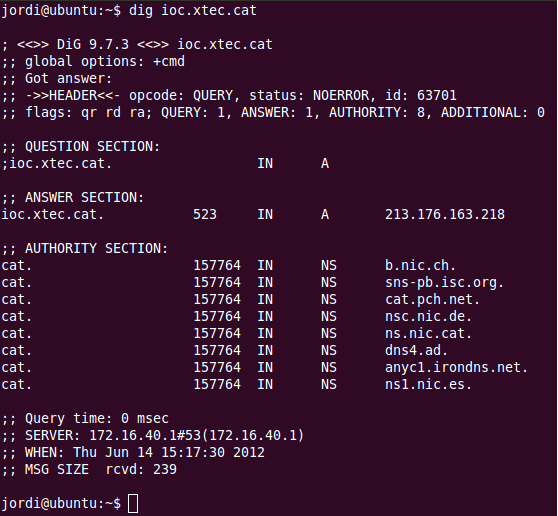 jordi@ubuntu:~$ dig ioc.xtec.cat

; <<>> DiG 9.7.3 <<>> ioc.xtec.cat
;; global options: +cmd
;; Got answer:
;; ->>HEADER<<- opcode: QUERY, status: NOERROR, id: 63701
;; flags: qr rd ra; QUERY: 1, ANSWER: 1, AUTHORITY: 8, ADDITIONAL: 0

;; QUESTION SECTION:
;ioc.xtec.cat.                  IN      A

;; ANSWER SECTION:
ioc.xtec.cat.           523     IN      A       213.176.163.218

;; AUTHORITY SECTION:
cat.                    157764  IN      NS      b.nic.ch.
cat.                    157764  IN      NS      sns-pb.isc.org.
cat.                    157764  IN      NS      cat.pch.net.
cat.                    157764  IN      NS      nsc.nic.de.
cat.                    157764  IN      NS      ns.nic.cat.
cat.                    157764  IN      NS      dns4.ad.
cat.                    157764  IN      NS      anyc1.irondns.net.
cat.                    157764  IN      NS      ns1.nic.es.

;; Query time: 0 msec
;; SERVER: 172.16.40.1#53(172.16.40.1)
;; WHEN: Thu Jun 14 15:17:30 2012
;; MSG SIZE  rcvd: 239

jordi@ubuntu:~$